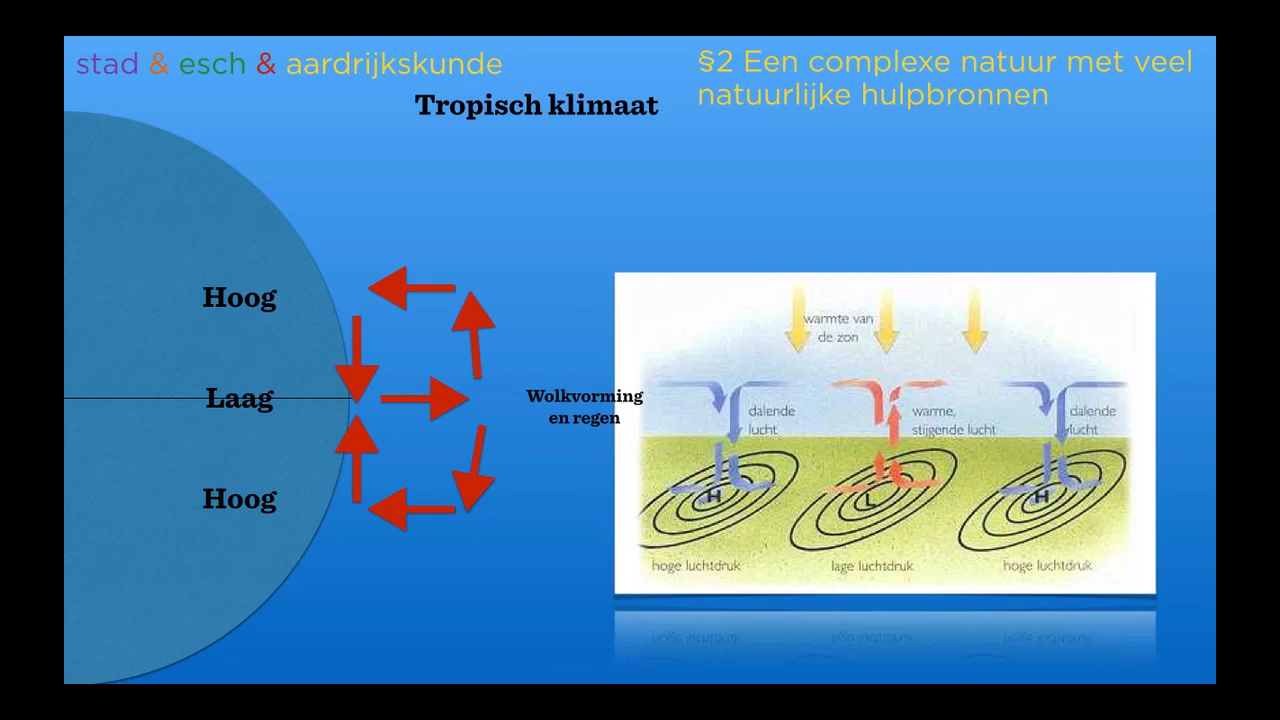 stad & esch & aardrijkskunde
§2 Een complexe natuur met veel
natuurlijke hulpbronnen
Tropisch klimaat
Hoog
Laag
Hoog
Wolkvorming
en regen
warmte van
de zon
dalende
lucht
warme,
stijgende lucht
dalende
lucht
H
L
H
hoge luchtdruk
lage luchtdruk
hoge luchtdruk